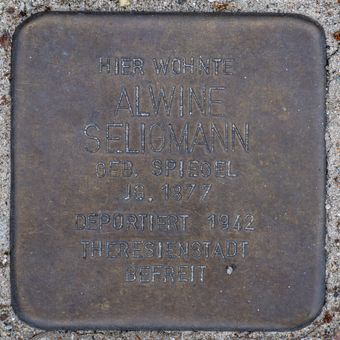 HIER WOHNTE
ALWINE
SELIGMANN
GEB. SPIEGEL
JG. 1877
DEPORTIERT 1942
THERESIENSTADT
BEFREIT